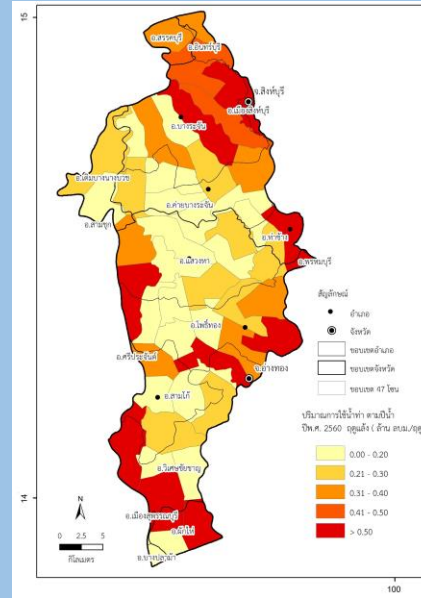 15
อ.สรรคบุรี
อ.อินทร์บุรี
จ.สิงห์บุรี
อ.เมืองสิงห์บุรี
อ.บางระจัน
อ.เดิมบางนางบวช
อ.ค่ายบางระจัน
อ.สามชุก
อ.ท่าช้าง
อ.พรหมบุรี
อ.แสวงหา
อ.โพธิ์ทอง
อ.ศรีประจันต์
จ.อ่างทอง
อ.สามโก้
อ.วิเศษชัยชาญ
อ.เมืองสุพรรณบุรี
อ.ผักไห่
อ.บางปลาม้า
สัญลักษณ์
อำเภอ
จังหวัด
ขอบเขตอำเภอ
ขอบเขตจังหวัด
ขอบเขต 47 โซน
ปริมาณการใช้น้ำท่า ตามปีน้ำ
ปีพ.ศ. 2560 ฤดูแล้ง ( ล้าน ลบม./ฤดู
0.00 - 0.20
0.21 - 0.30
0.31 - 0.40
0.41 - 0.50
> 0.50
14
N
0 2.5 5
กิโลเมตร
100